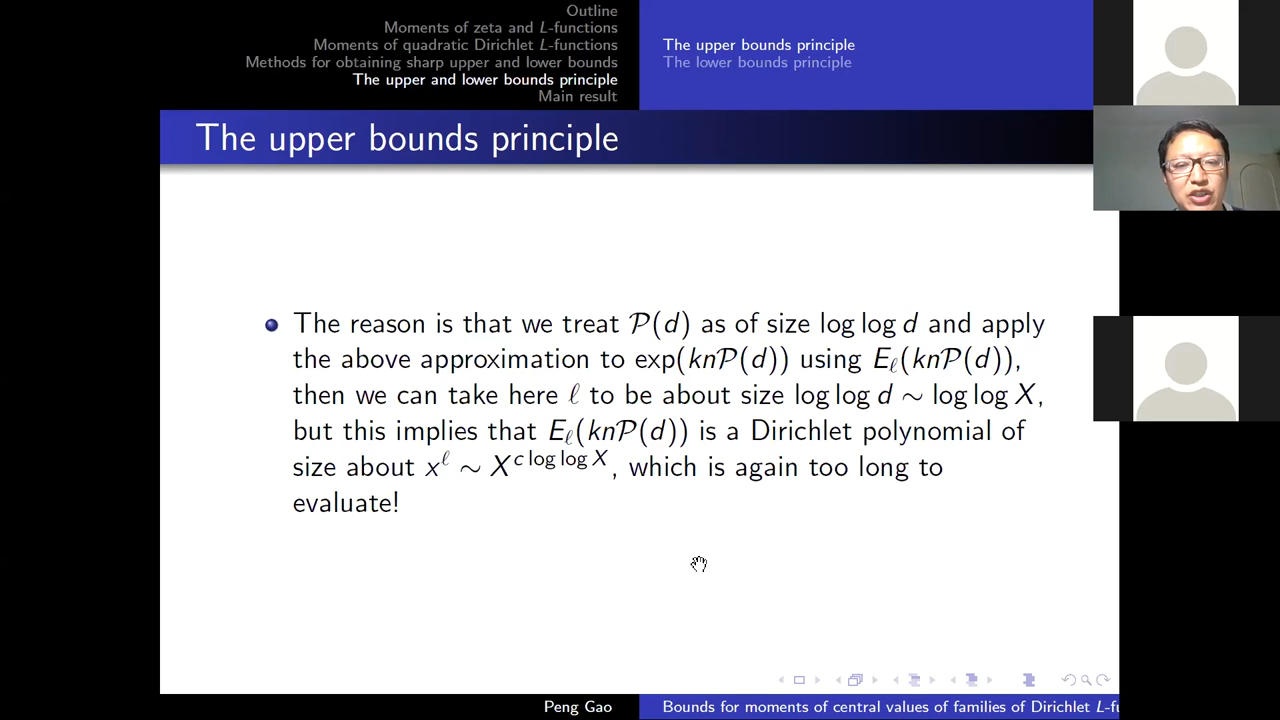 Outline
Moments of zeta and L-functions
Moments of quadratic Dirichlet L-functions
Methods for obtaining sharp upper and lower bounds
The upper and lower bounds principle
Main result
The upper bounds principle
The lower bounds principle
The upper bounds principle
The reason is that we treat 𝒫(d) as of size log log d and apply
the above approximation to exp(kn𝒫(d)) using E_ℓ(kn𝒫(d)),
then we can take here ℓ to be about size log log d ∼ log log X,
but this implies that E_ℓ(kn𝒫(d)) is a Dirichlet polynomial of
size about x^ℓ ∼ X^{c log log X}, which is again too long to
evaluate!
Peng Gao
Bounds for moments of central values of families of Dirichlet L-fu